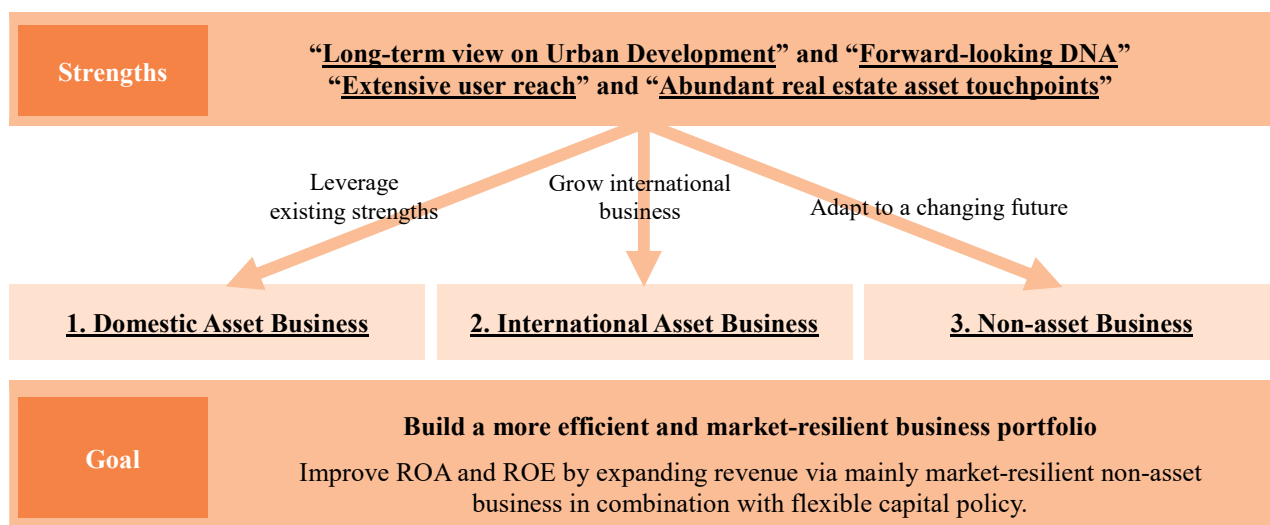 Strengths
“Long-term view on Urban Development” and “Forward-looking DNA”
“Extensive user reach” and “Abundant real estate asset touchpoints”
Leverage
existing strengths
Grow international
business
Adapt to a changing future
1. Domestic Asset Business
2. International Asset Business
3. Non-asset Business
Goal
Build a more efficient and market-resilient business portfolio
Improve ROA and ROE by expanding revenue via mainly market-resilient non-asset
business in combination with flexible capital policy.